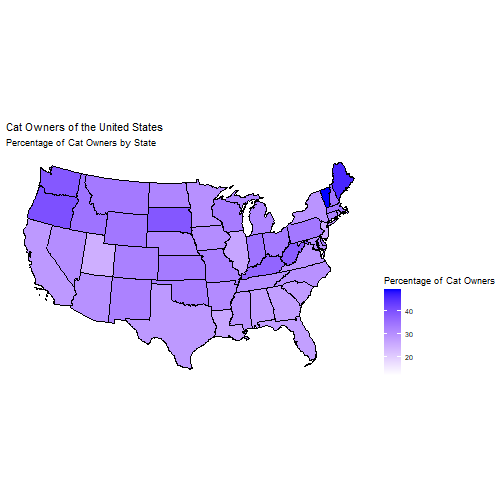 Cat Owners of the United States
Percentage of Cat Owners by State
Percentage of Cat Owners
40
30
20